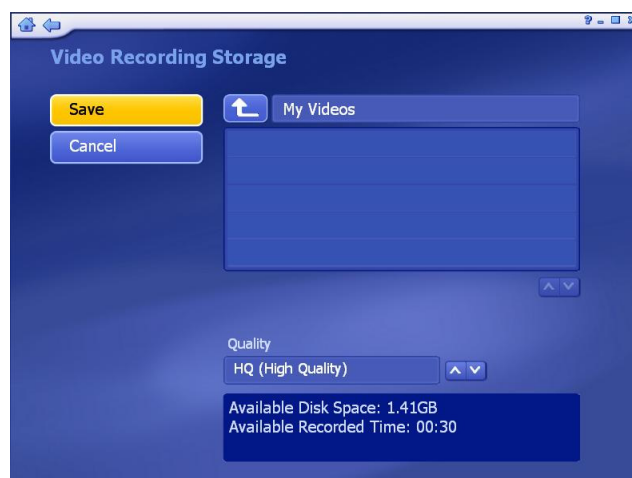 Video Recording Storage
Save
My Videos
Cancel
Quality
HQ (High Quality)
Available Disk Space: 1.41GB
Available Recorded Time: 00:30